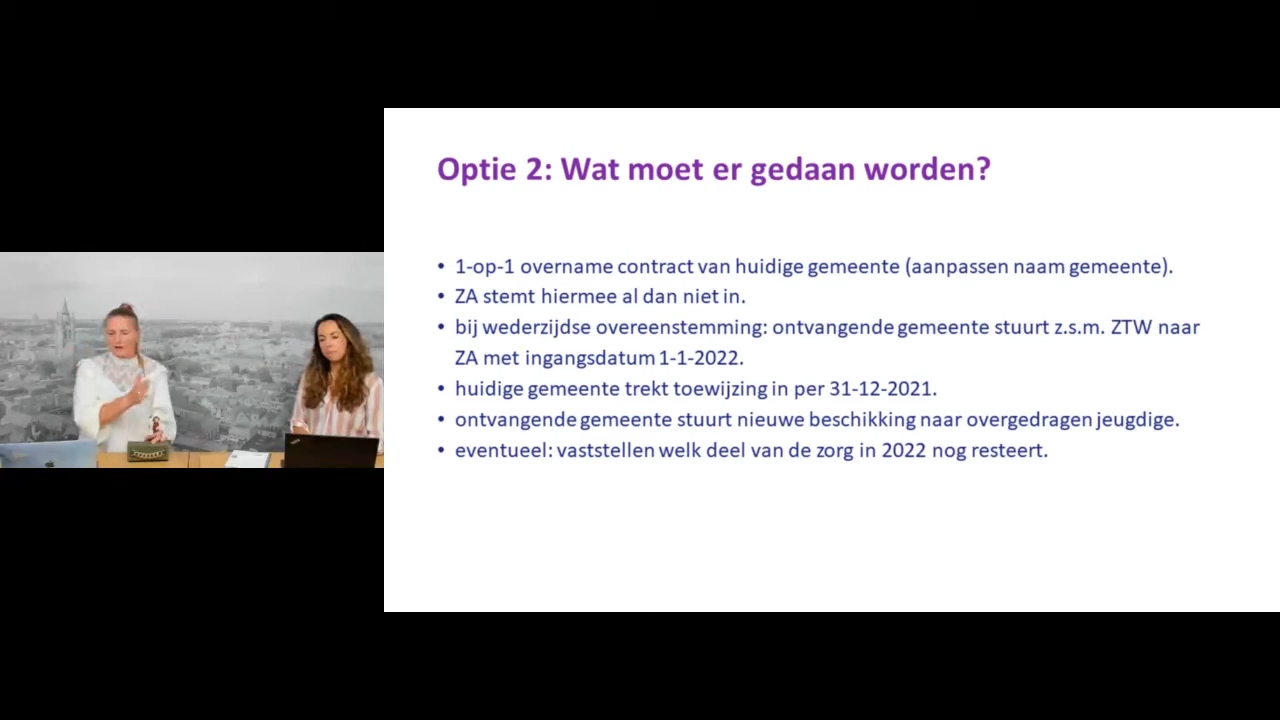 Optie 2: Wat moet er gedaan worden?
• 1-op-1 overname contract van huidige gemeente (aanpassen naam gemeente).
• ZA stemt hiermee al dan niet in.
• bij wederzijdse overeenstemming: ontvangende gemeente stuurt z.s.m. ZTW naar
ZA met ingangsdatum 1-1-2022.
• huidige gemeente trekt toewijzing in per 31-12-2021.
• ontvangende gemeente stuurt nieuwe beschikking naar overgedragen jeugdige.
• eventueel: vaststellen welk deel van de zorg in 2022 nog resteert.